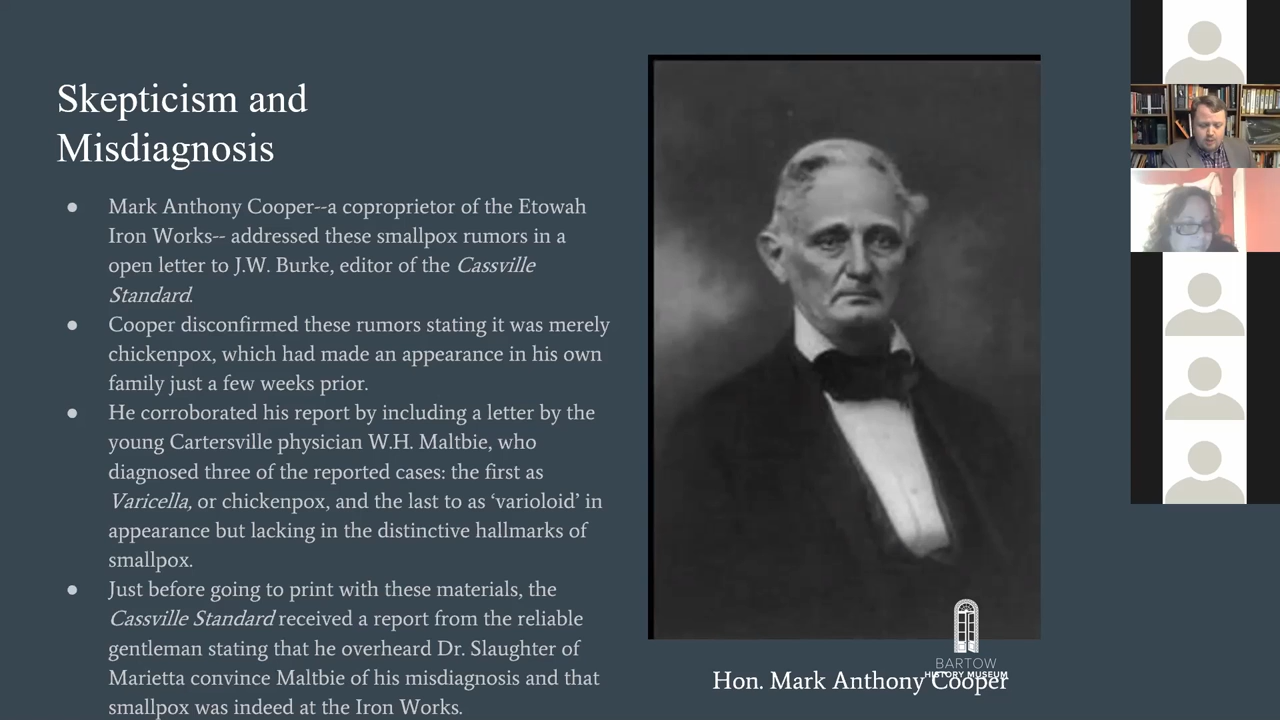 Skepticism and
Misdiagnosis
● Mark Anthony Cooper--a coproprietor of the Etowah
Iron Works-- addressed these smallpox rumors in a
open letter to J.W. Burke, editor of the Cassville
Standard.
● Cooper disconfirmed these rumors stating it was merely
chickenpox, which had made an appearance in his own
family just a few weeks prior.
● He corroborated his report by including a letter by the
young Cartersville physician W.H. Maltbie, who
diagnosed three of the reported cases: the first as
Varicella, or chickenpox, and the last to as ‘varioloid’ in
appearance but lacking in the distinctive hallmarks of
smallpox.
● Just before going to print with these materials, the
Cassville Standard received a report from the reliable
gentleman stating that he overheard Dr. Slaughter of
Marietta convince Maltbie of his misdiagnosis and that
smallpox was indeed at the Iron Works.
BARTOW
HISTORY MUSEUM
Hon. Mark Anthony Cooper